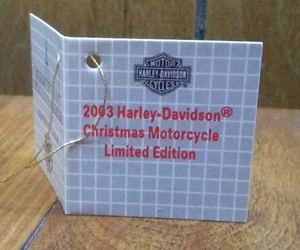 MOTOR
HARLEY-DAVIDSON
CYCLES
2003 Harley-Davidson®
Christmas Motorcycle
Limited Edition